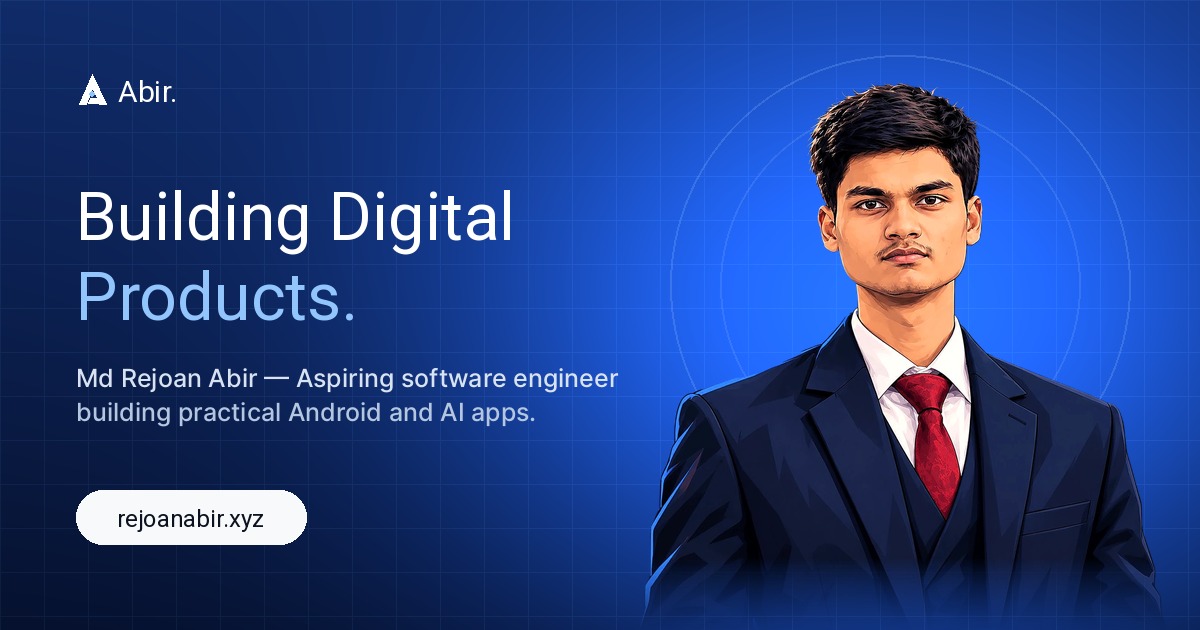 Abir.
Building Digital
Products.
Md Rejoan Abir — Aspiring software engineer
building practical Android and AI apps.
rejoanabir.xyz